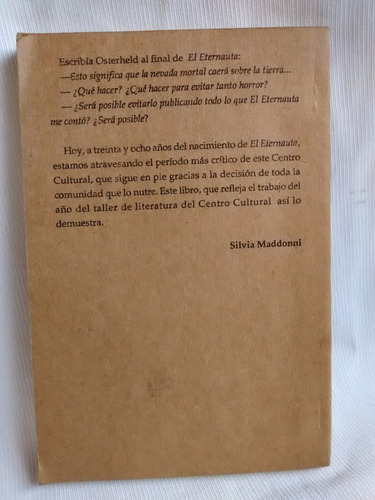 Escribía Osterheld al final de El Eternauta:
—Esto significa que la nevada mortal caerá sobre la tierra...
— ¿Qué hacer? ¿Qué hacer para evitar tanto horror?
— ¿Será posible evitarlo publicando todo lo que El Eternauta
me contó? ¿Será posible?
Hoy, a treinta y ocho años del nacimiento de El Eternauta,
estamos atravesando el período más crítico de este Centro
Cultural, que sigue en pie gracias a la decisión de toda la
comunidad que lo nutre. Este libro, que refleja el trabajo del
año del taller de literatura del Centro Cultural así lo
demuestra.
Silvia Maddonni